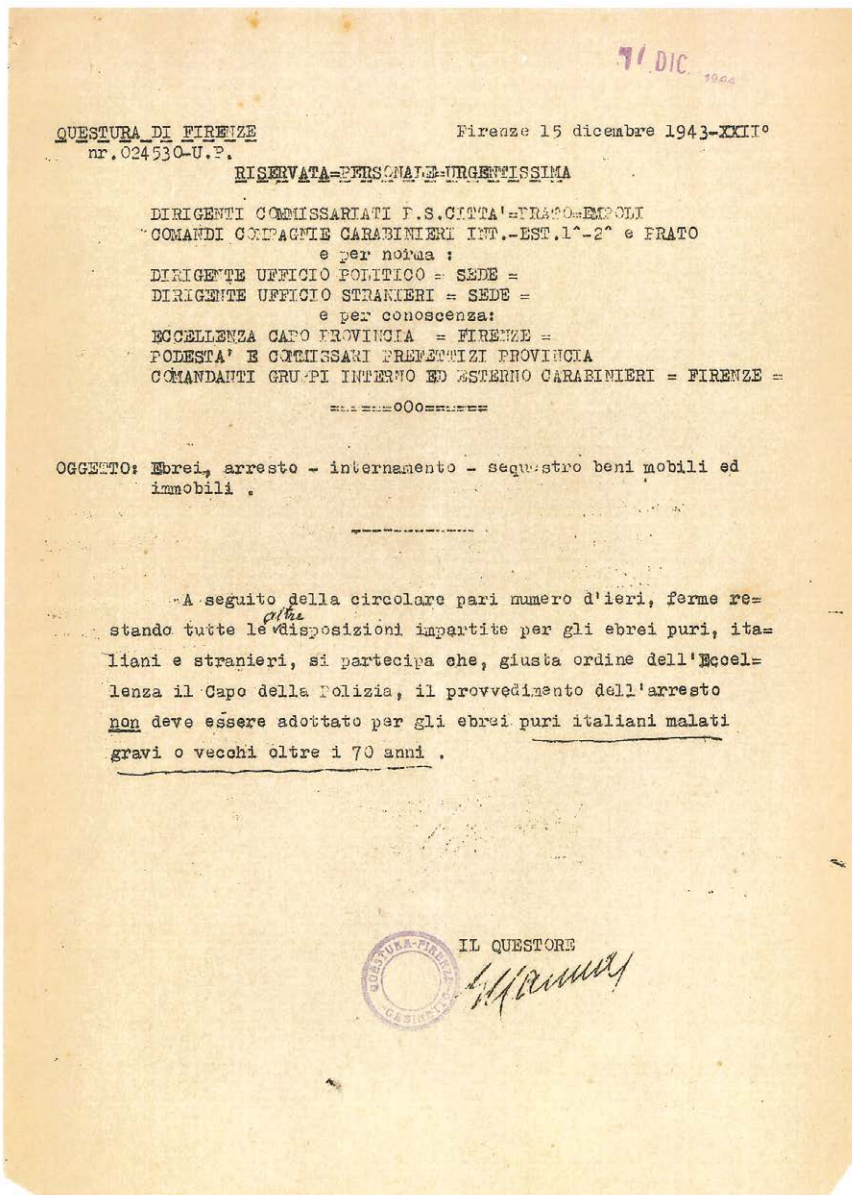 DIC.
1944
QUESTURA DI FIRENZE
Firenze 15 dicembre 1943-XXII°
nr.024530-U.P.
RISERVATA=PERSONALE=URGENTISSIMA
DIRIGENTI COMMISSARIATI P.S.CITTA'=PRATO=EMPOLI
COMANDI COMPAGNIE CARABINIERI INT.-EST.1^-2^ e PRATO
e per norma :
DIRIGENTE UFFICIO POLITICO = SEDE =
DIRIGENTE UFFICIO STRANIERI = SEDE =
e per conoscenza:
ECCELLENZA CAPO PROVINCIA = FIRENZE =
PODESTA' E COMMISSARI PREFETTIZI PROVINCIA
COMANDANTI GRUPPI INTERNO ED ESTERNO CARABINIERI = FIRENZE =
======oOo======
OGGETTO: Ebrei, arresto - internamento - sequestro beni mobili ed
immobili .
A seguito della circolare pari numero d'ieri, ferme re=
stando tutte le altre disposizioni impartite per gli ebrei puri, ita=
liani e stranieri, si partecipa che, giusta ordine dell'Eccel=
lenza il Capo della Polizia, il provvedimento dell'arresto
non deve essere adottato per gli ebrei puri italiani malati
gravi o vecchi oltre i 70 anni .
IL QUESTORE
QUESTURA-FIRENZE
-GABINETTO-